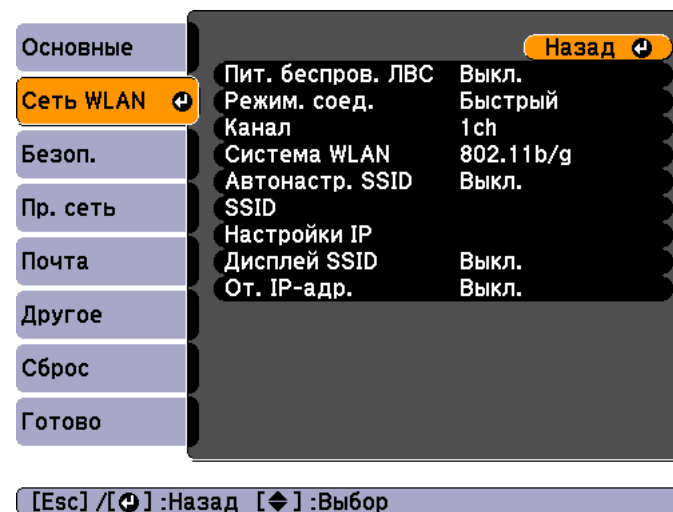 Основные
Сеть WLAN
Безоп.
Пр. сеть
Почта
Другое
Сброс
Готово
Назад
Пит. беспров. ЛВС Выкл.
Режим. соед. Быстрый
Канал 1ch
Система WLAN 802.11b/g
Автонастр. SSID Выкл.
SSID
Настройки IP
Дисплей SSID Выкл.
От. IP-адр. Выкл.
[Esc] /[⏎] :Назад [◆] :Выбор